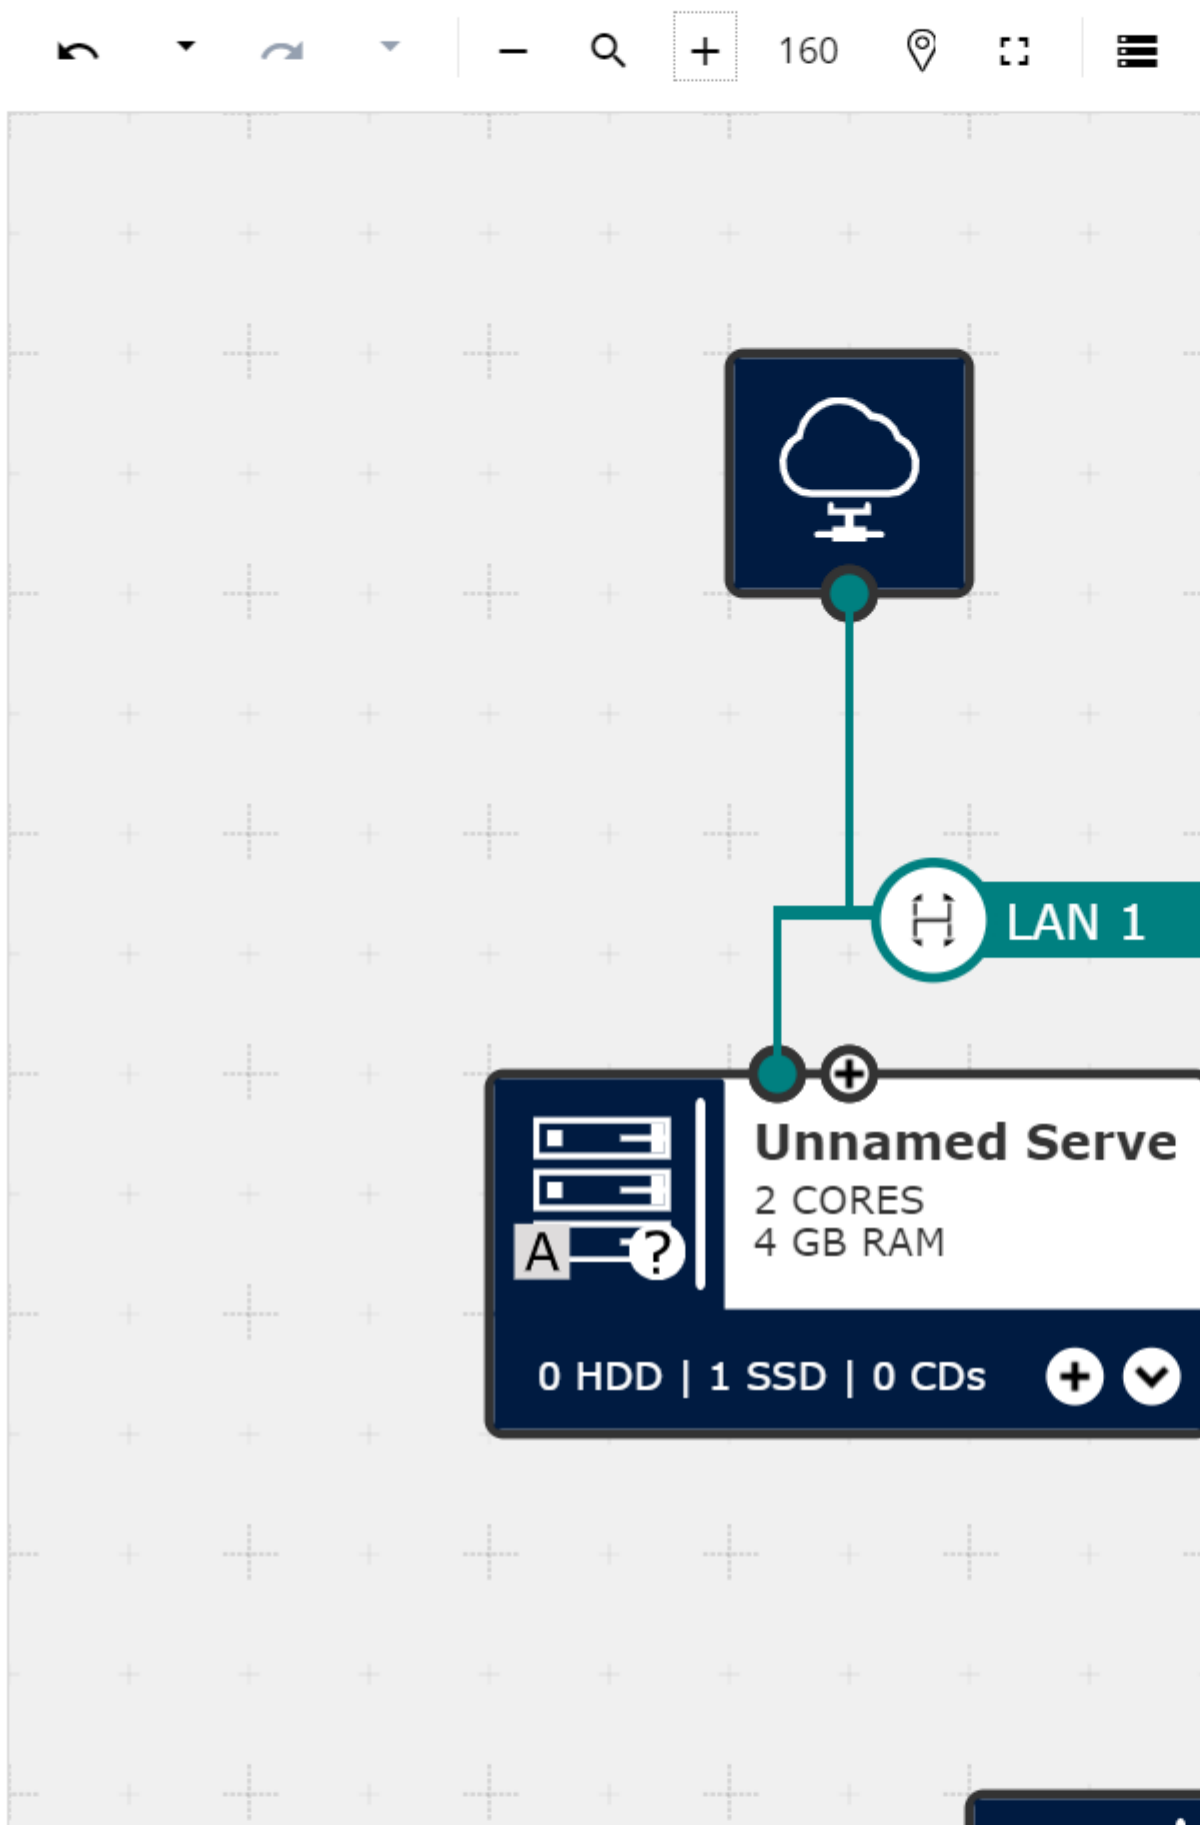 160
LAN 1
Unnamed Serve
2 CORES
4 GB RAM
A ?
0 HDD | 1 SSD | 0 CDs